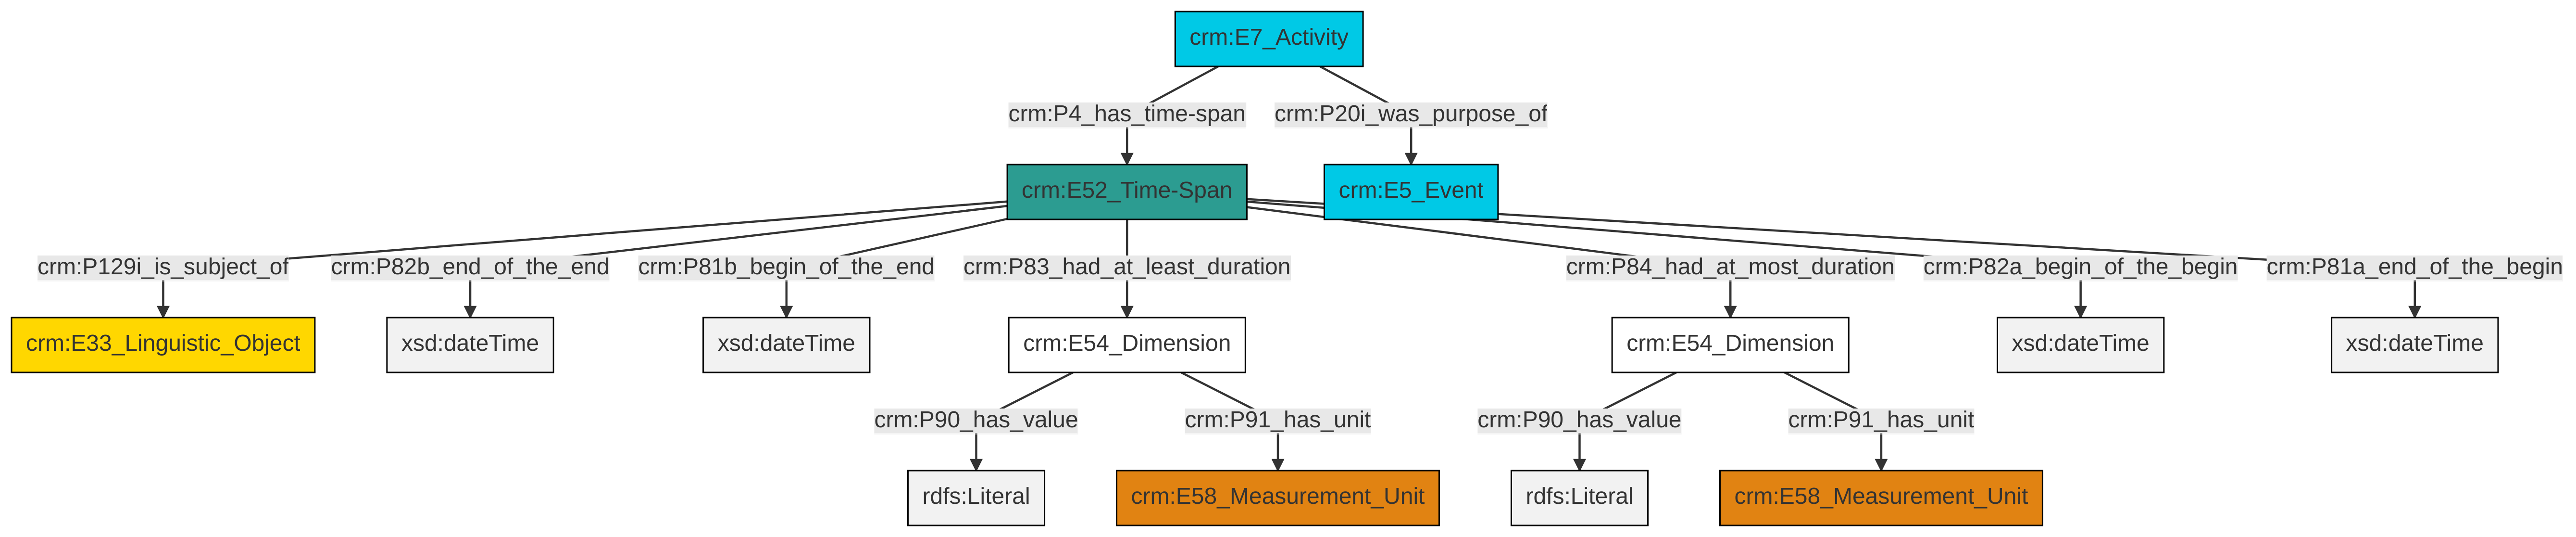 crm:E7_Activity
crm:P4_has_time-span
crm:P20i_was_purpose_of
crm:E52_Time-Span
crm:E5_Event
crm:P129i_is_subject_of
crm:P82b_end_of_the_end
crm:P81b_begin_of_the_end
crm:P83_had_at_least_duration
crm:P84_had_at_most_duration
crm:P82a_begin_of_the_begin
crm:P81a_end_of_the_begin
crm:E33_Linguistic_Object
xsd:dateTime
xsd:dateTime
crm:E54_Dimension
crm:E54_Dimension
xsd:dateTime
xsd:dateTime
crm:P90_has_value
crm:P91_has_unit
crm:P90_has_value
crm:P91_has_unit
rdfs:Literal
crm:E58_Measurement_Unit
rdfs:Literal
crm:E58_Measurement_Unit